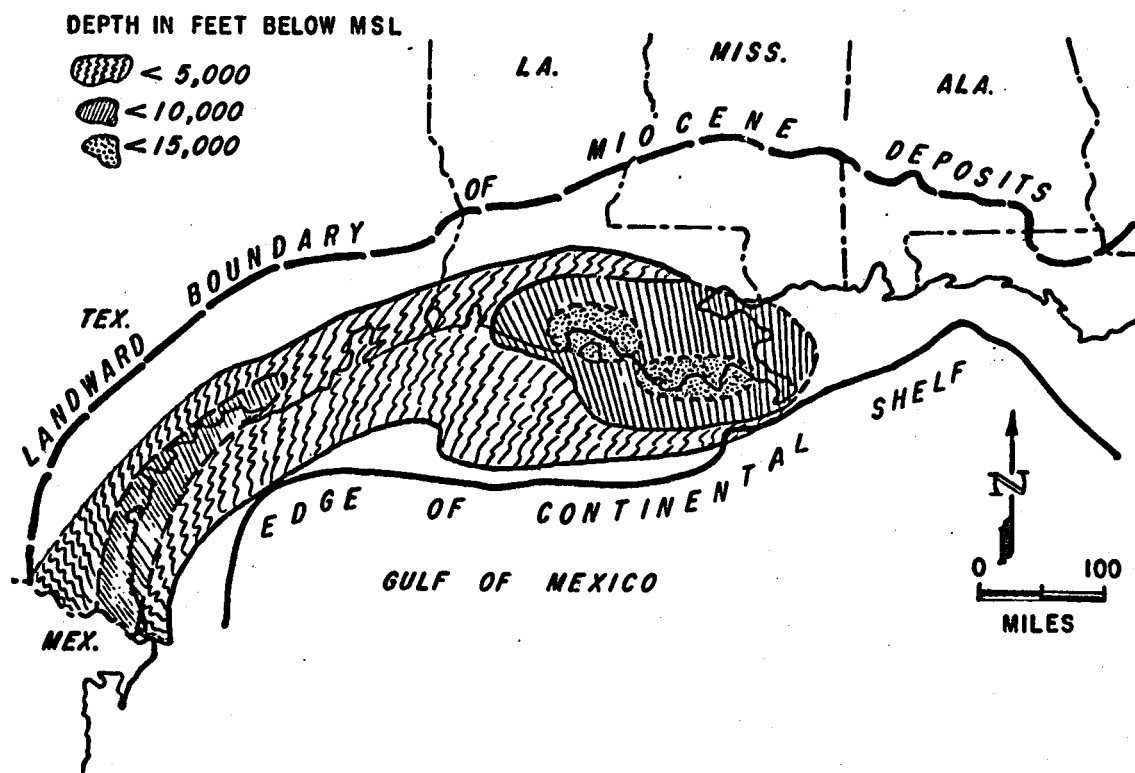 DEPTH IN FEET BELOW MSL
< 5,000
<10,000
<15,000
LA.
MISS.
ALA.
LANDWARD BOUNDARY OF MIOCENE DEPOSITS
TEX.
EDGE OF CONTINENTAL SHELF
GULF OF MEXICO
MEX.
N
0 100
MILES